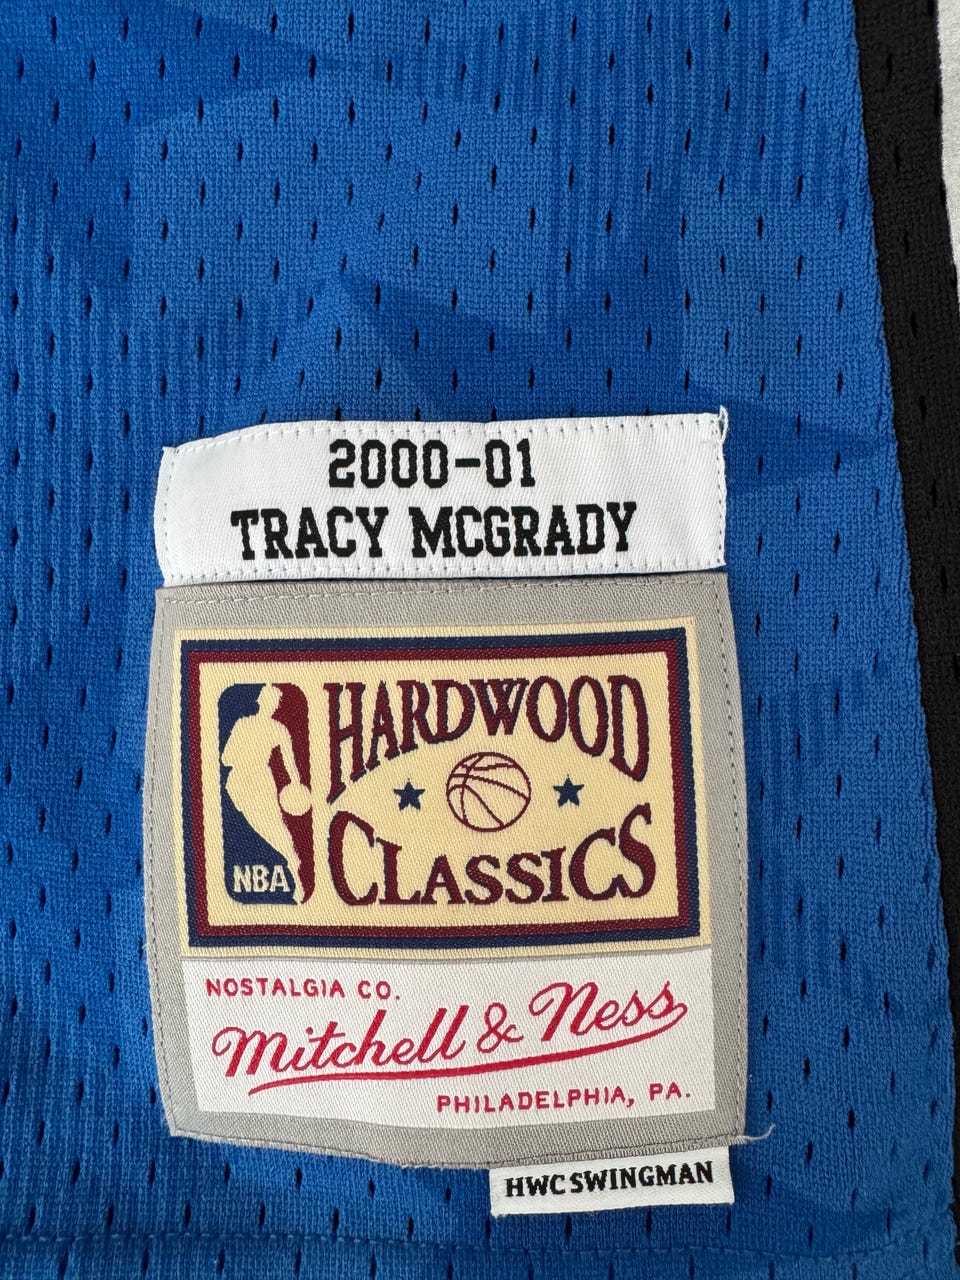 2000-01
TRACY MCGRADY
HARDWOOD
CLASSICS
NBA
NOSTALGIA CO.
Mitchell & Ness
PHILADELPHIA, PA.
HWC SWINGMAN